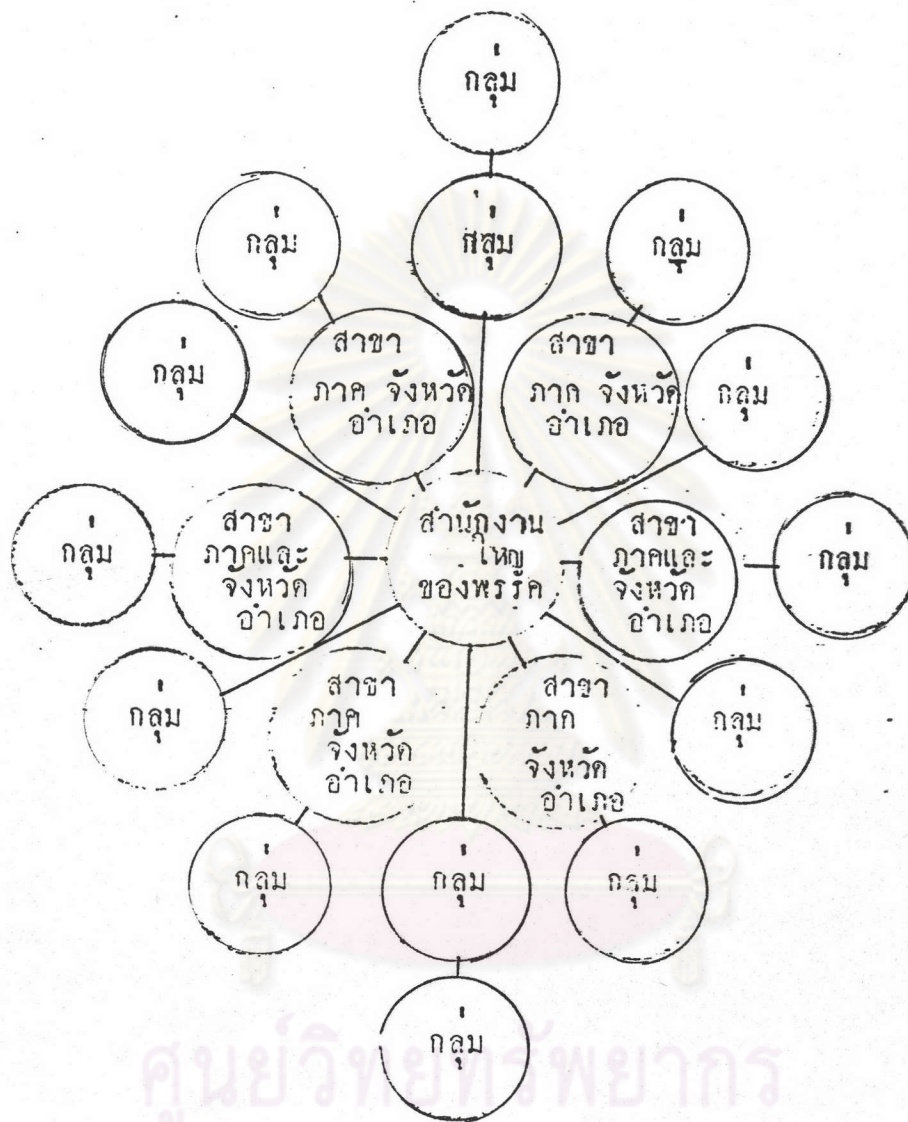 กลุ่ม
กลุ่ม
กลุ่ม
กลุ่ม
สาขา
ภาค จังหวัด
อำเภอ
สาขา
ภาค จังหวัด
อำเภอ
กลุ่ม
กลุ่ม
กลุ่ม
สาขา
ภาคและ
จังหวัด
อำเภอ
สำนักงาน
ใหญ่
ของพรรค
สาขา
ภาคและ
จังหวัด
อำเภอ
กลุ่ม
กลุ่ม
สาขา
ภาค
จังหวัด
อำเภอ
สาขา
ภาค
จังหวัด
อำเภอ
กลุ่ม
กลุ่ม
กลุ่ม
กลุ่ม
กลุ่ม
ศูนย์วิทยทรัพยากร